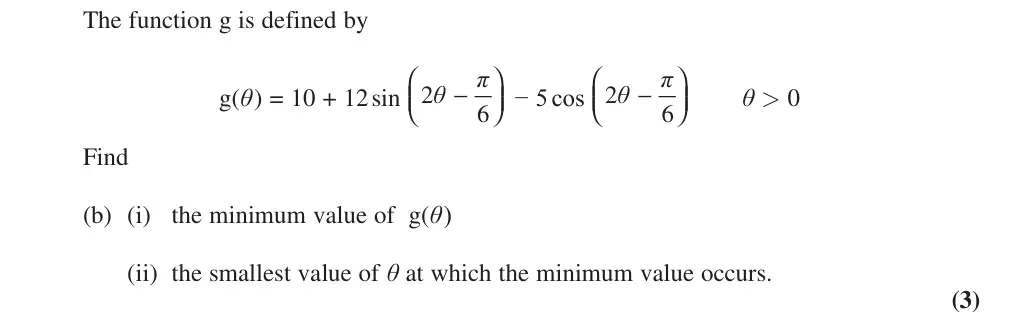 The function g is defined by
g(θ) = 10 + 12 sin(2θ − π/6) − 5 cos(2θ − π/6)  θ > 0
Find
(b) (i) the minimum value of g(θ)
(ii) the smallest value of θ at which the minimum value occurs.
(3)